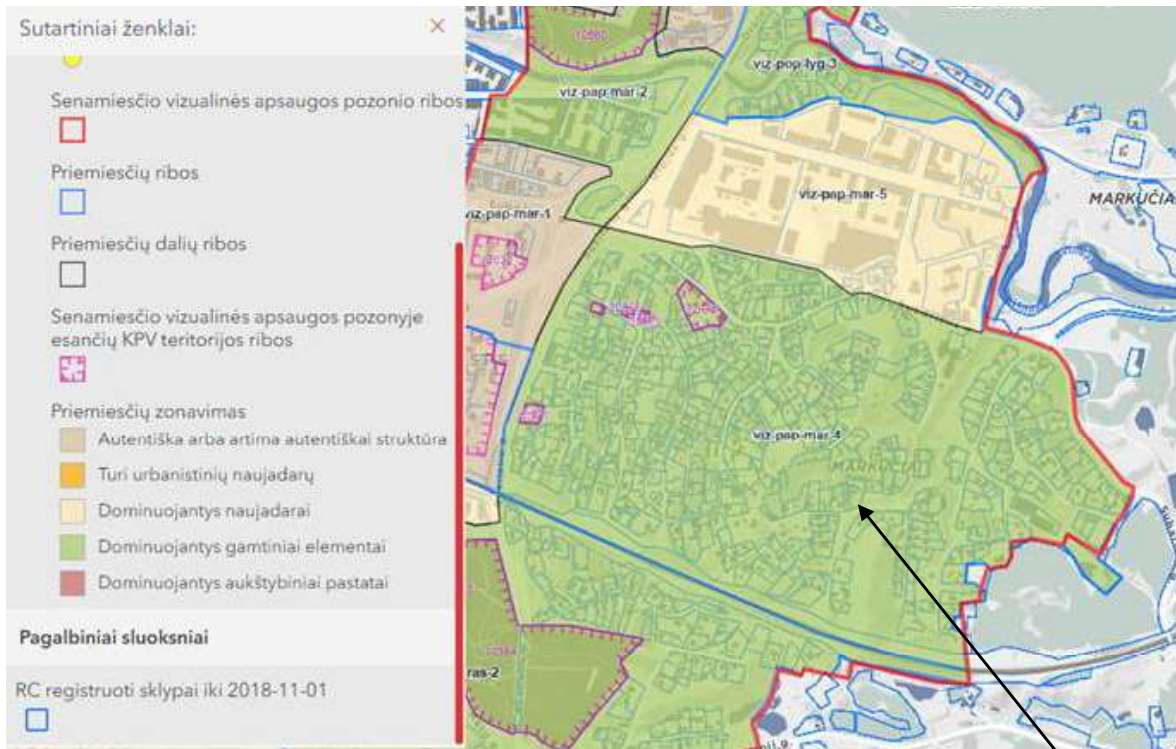 Sutartiniai ženklai:
Senamiesčio vizualinės apsaugos pozonio ribos
Priemiesčių ribos
Priemiesčių dalių ribos
Senamiesčio vizualinės apsaugos pozonyje
esančių KPV teritorijos ribos
Priemiesčių zonavimas
Autentiška arba artima autentiškai struktūra
Turi urbanistinių naujadarų
Dominuojantys naujadarai
Dominuojantys gamtiniai elementai
Dominuojantys aukštybiniai pastatai
Pagalbiniai sluoksniai
RC registruoti sklypai iki 2018-11-01
viz-pop-lyg-3
viz-pap-mar-2
viz-pap-mar-5
MARKUČIA
viz-pap-mar-1
viz-pap-mar-4
MARKUČIAI
ras-2